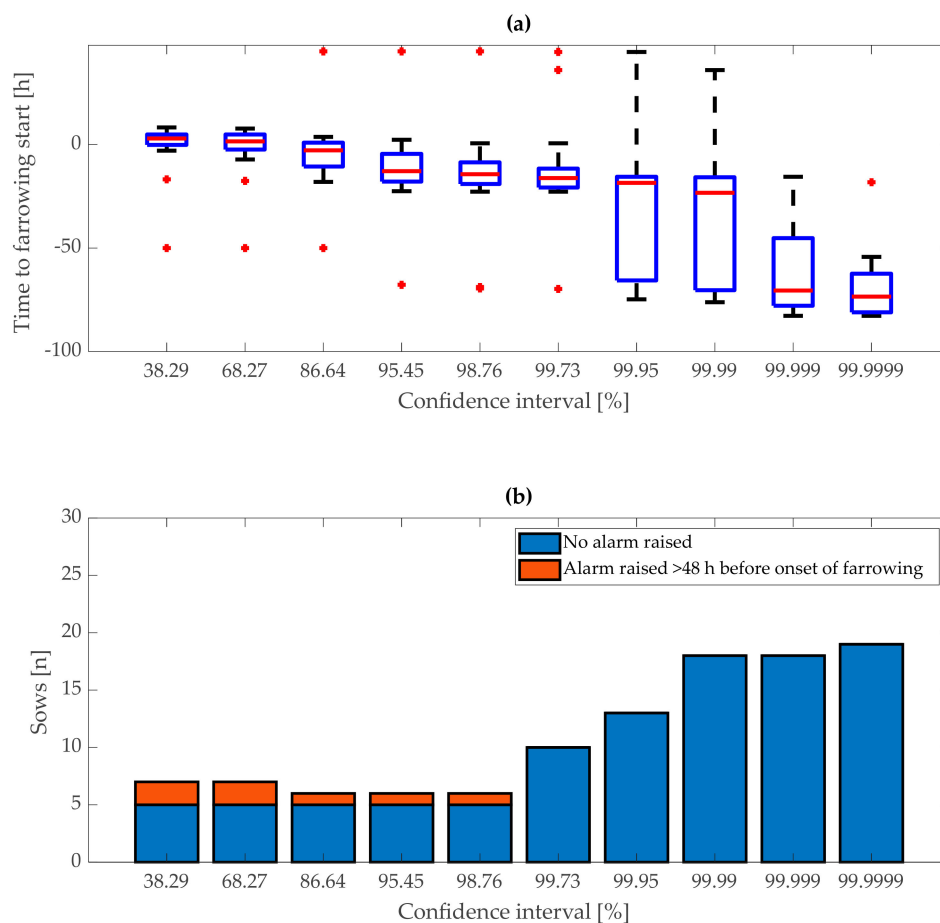 (a)
Time to farrowing start [h]
0
-50
-100
38.29 68.27 86.64 95.45 98.76 99.73 99.95 99.99 99.999 99.9999
Confidence interval [%]
(b)
Sows [n]
30
25
20
15
10
5
0
No alarm raised
Alarm raised >48 h before onset of farrowing
38.29 68.27 86.64 95.45 98.76 99.73 99.95 99.99 99.999 99.9999
Confidence interval [%]